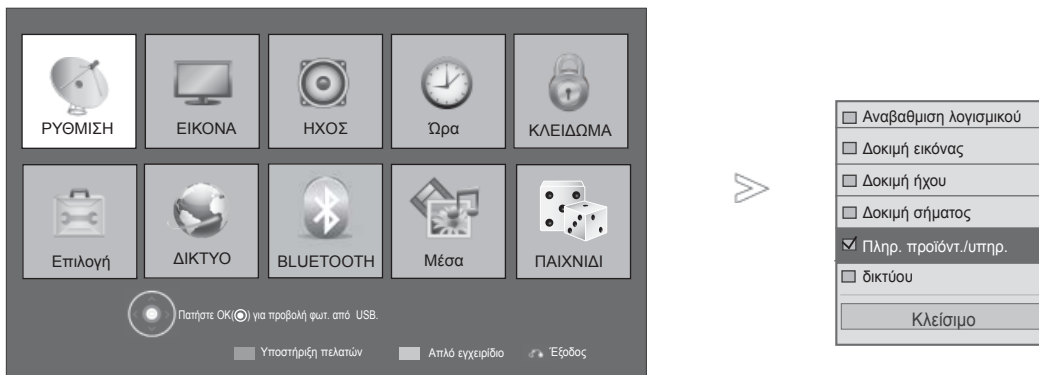 ΡΥΘΜΙΣΗ ΕΙΚΟΝΑ ΗΧΟΣ Ώρα ΚΛΕΙΔΩΜΑ
Επιλογή ΔΙΚΤΥΟ BLUETOOTH Μέσα ΠΑΙΧΝΙΔΙ
Πατήστε OK(◉) για προβολή φωτ. από USB.
Υποστήριξη πελατών Απλό εγχειρίδιο Έξοδος
Αναβαθμιση λογισμικού
Δοκιμή εικόνας
Δοκιμή ήχου
Δοκιμή σήματος
Πληρ. προϊόντ./υπηρ.
δικτύου
Κλείσιμο